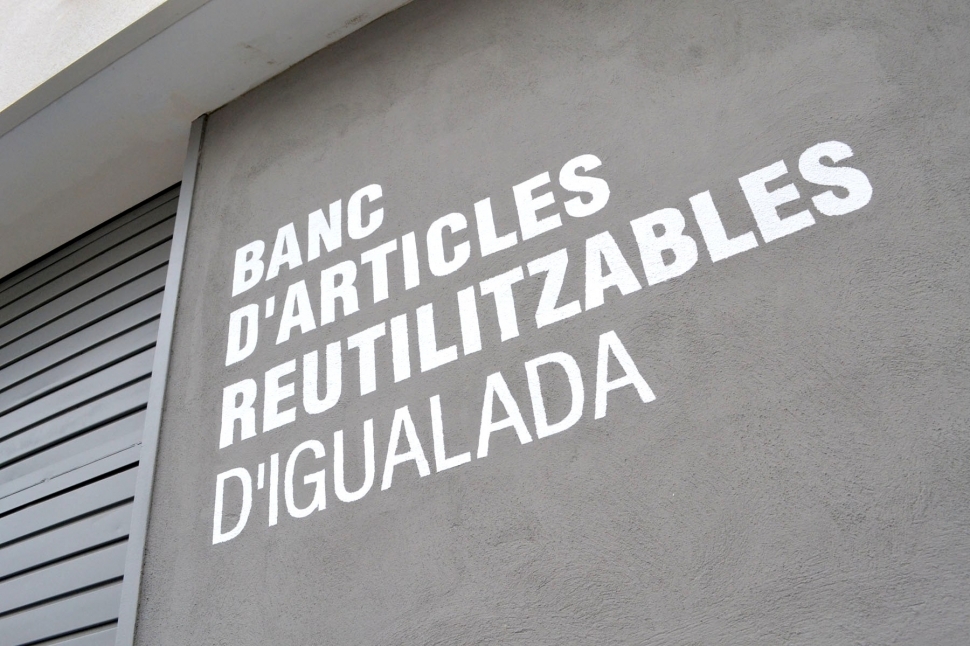 BANC
D'ARTICLES
REUTILITZABLES
D'IGUALADA